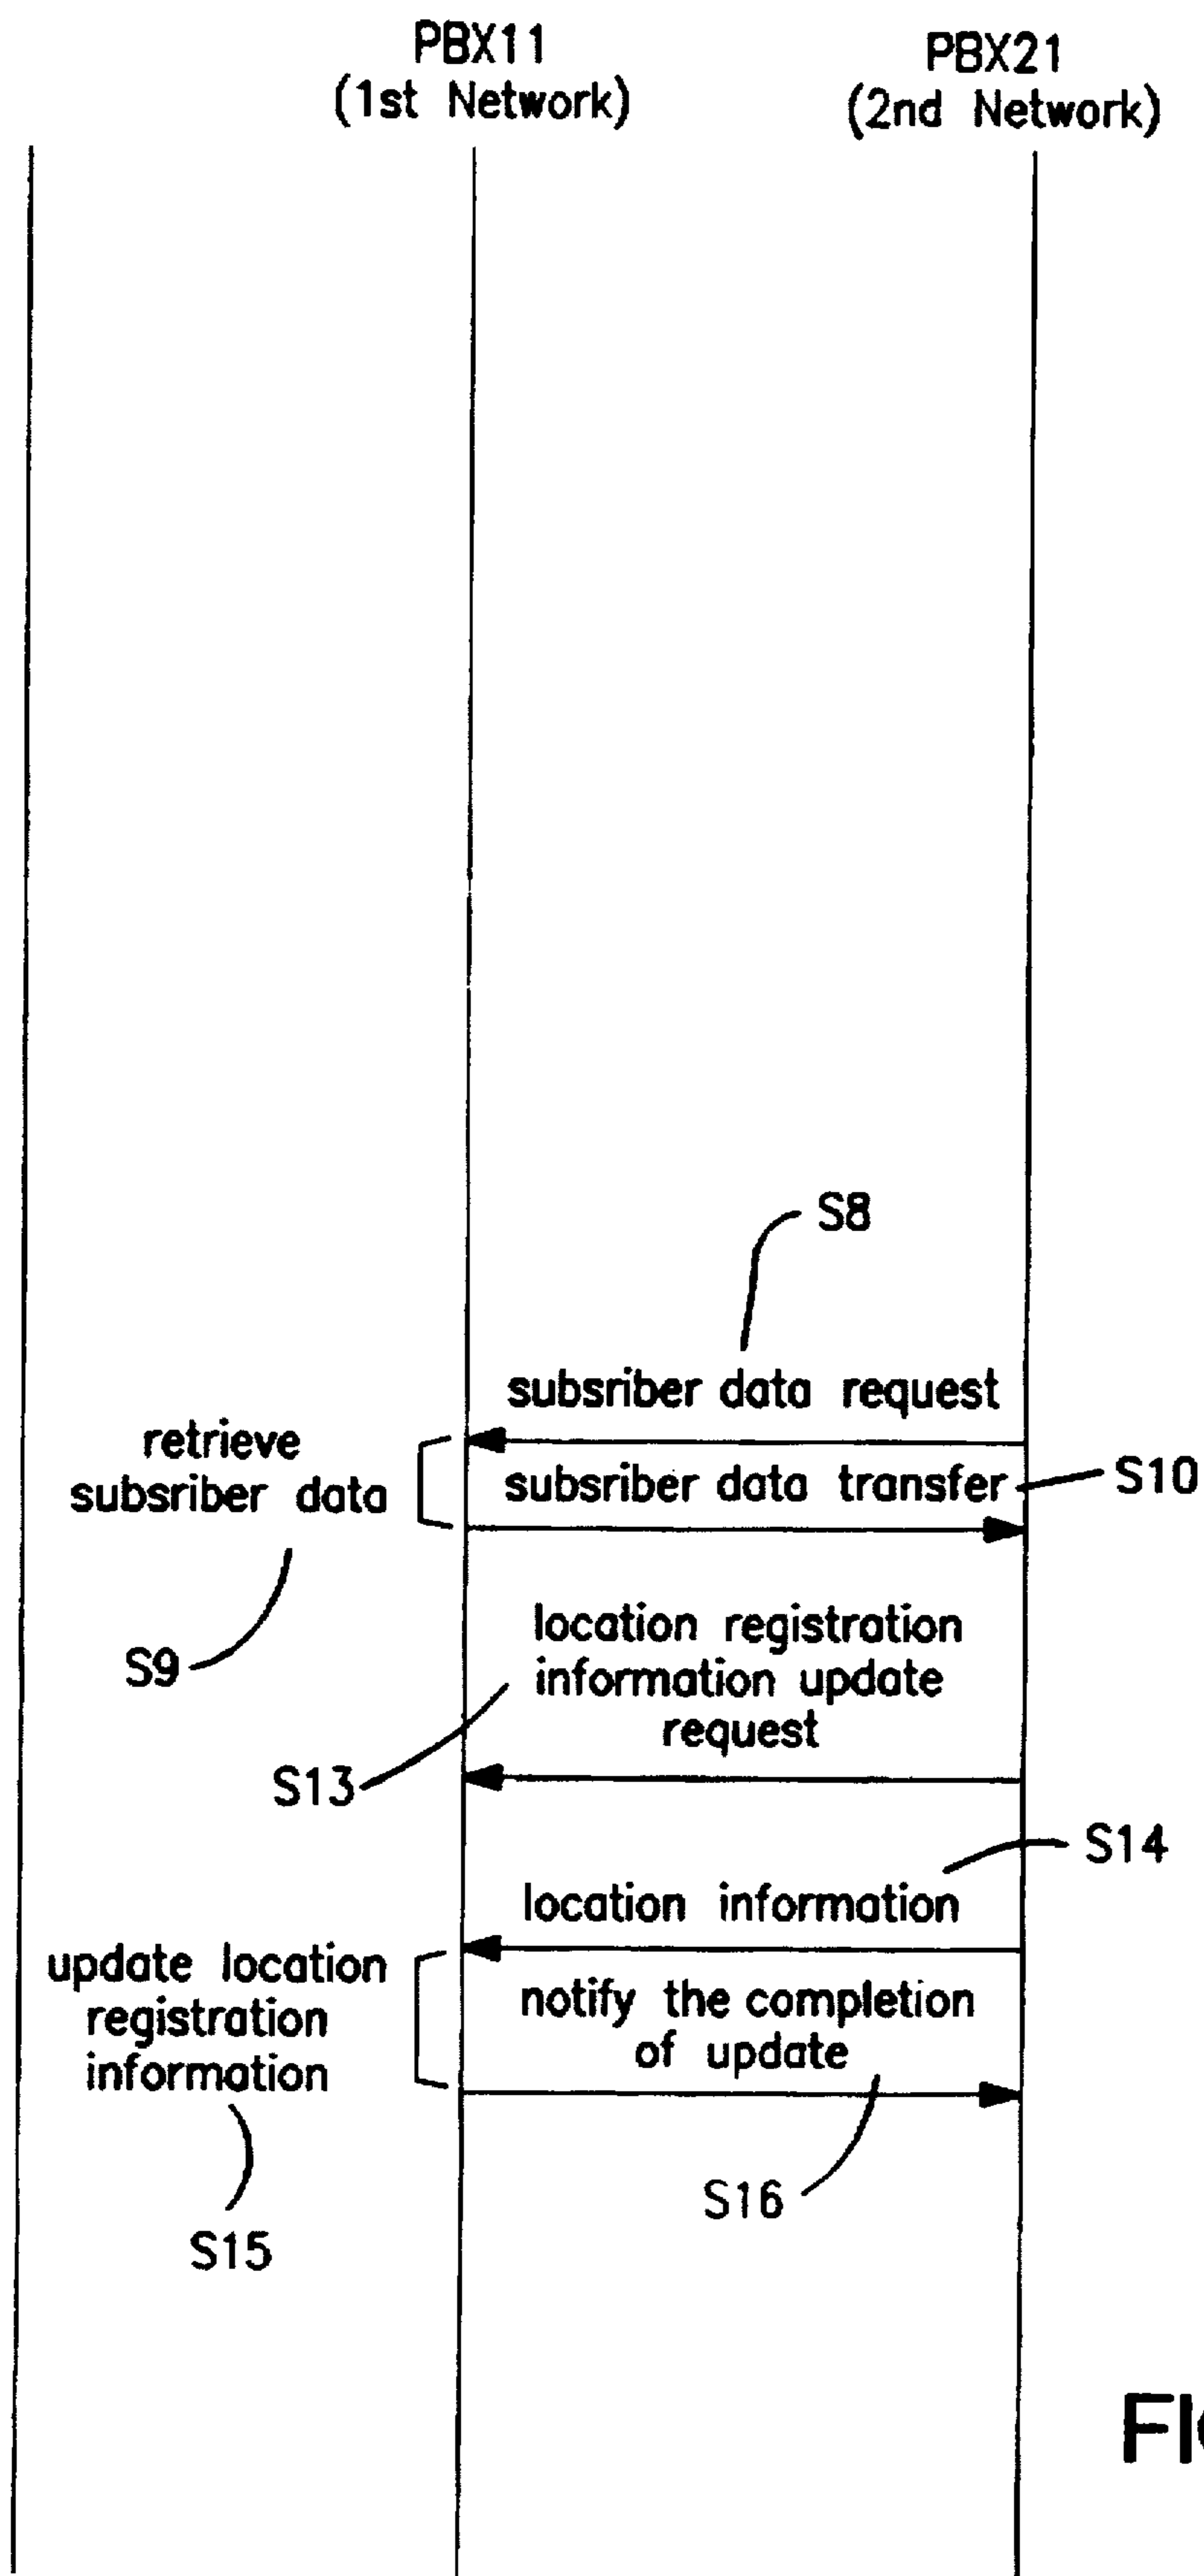 PBX11
(1st Network)
PBX21
(2nd Network)
S8
subsriber data request
retrieve
subsriber data
subsriber data transfer
S10
S9
location registration
information update
request
S13
S14
location information
update location
registration
information
notify the completion
of update
S16
S15